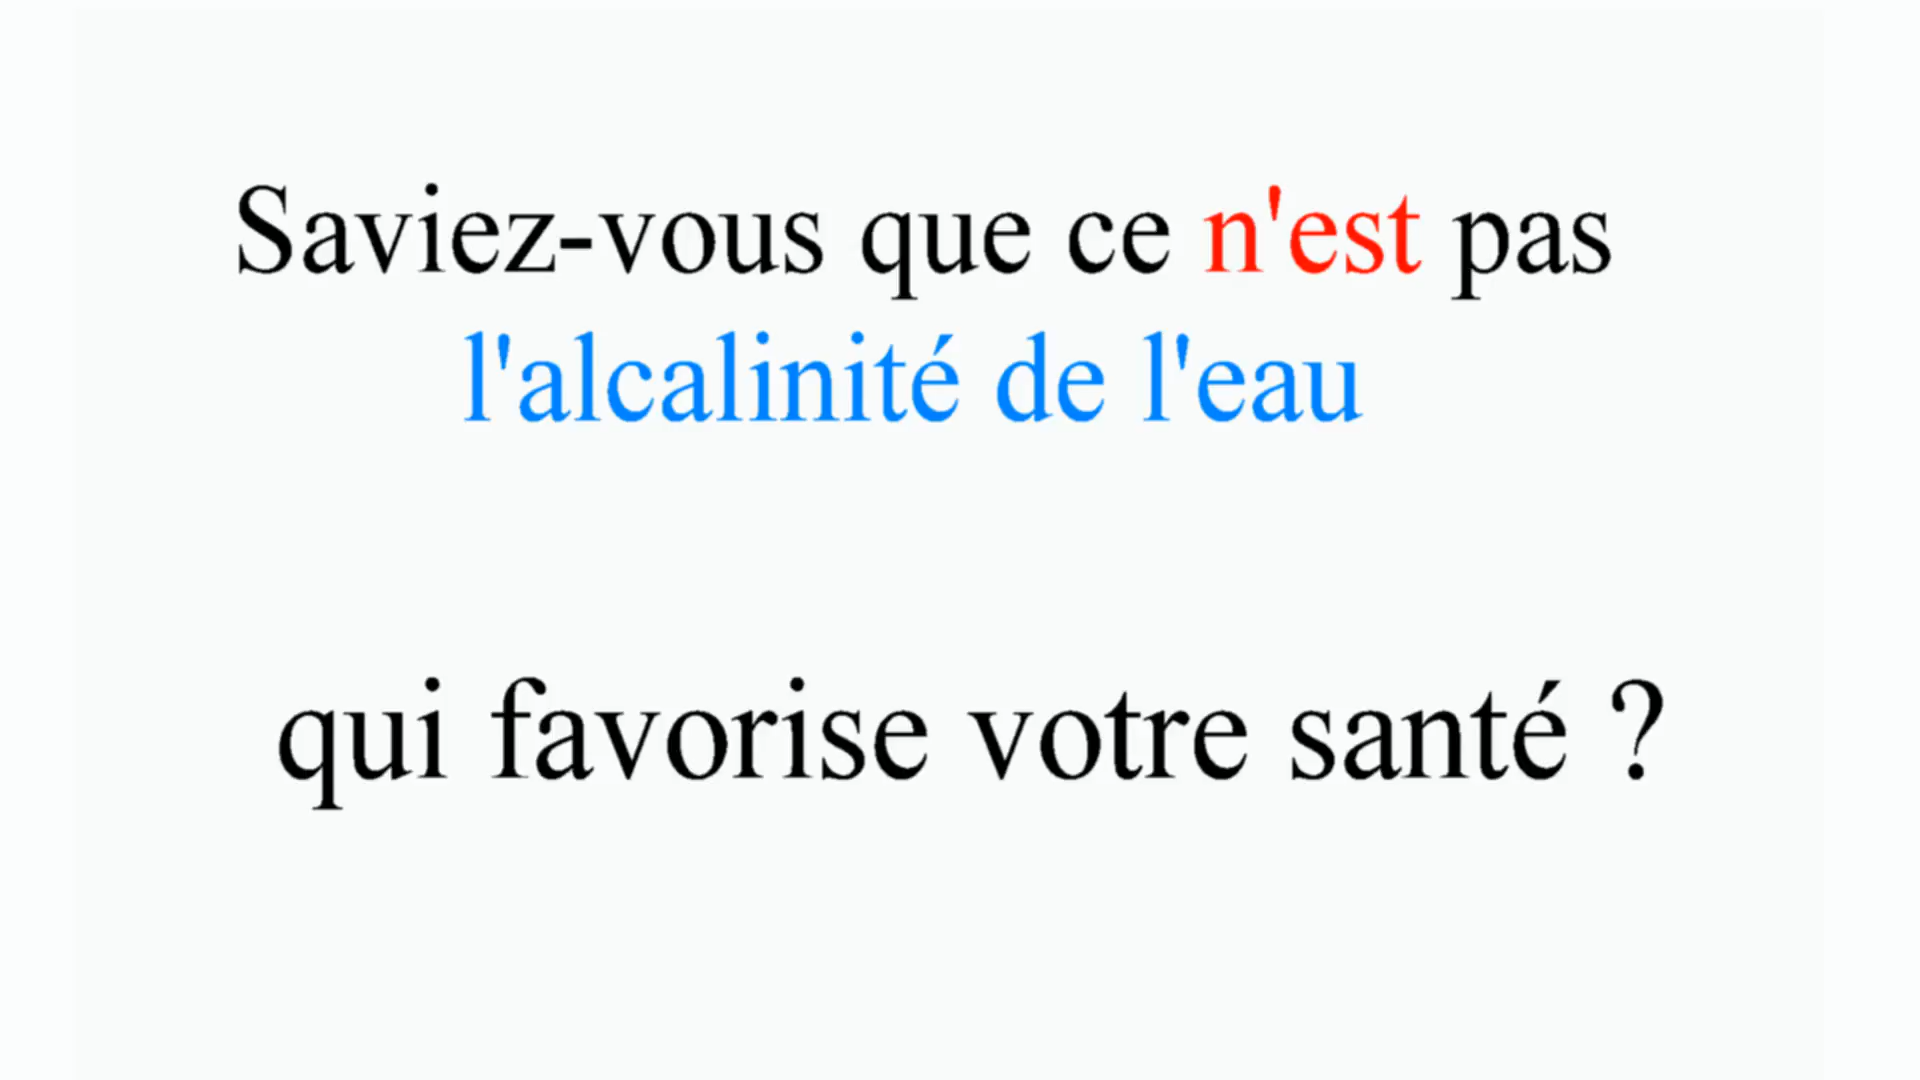 Saviez-vous que ce n'est pas
l'alcalinité de l'eau
qui favorise votre santé ?